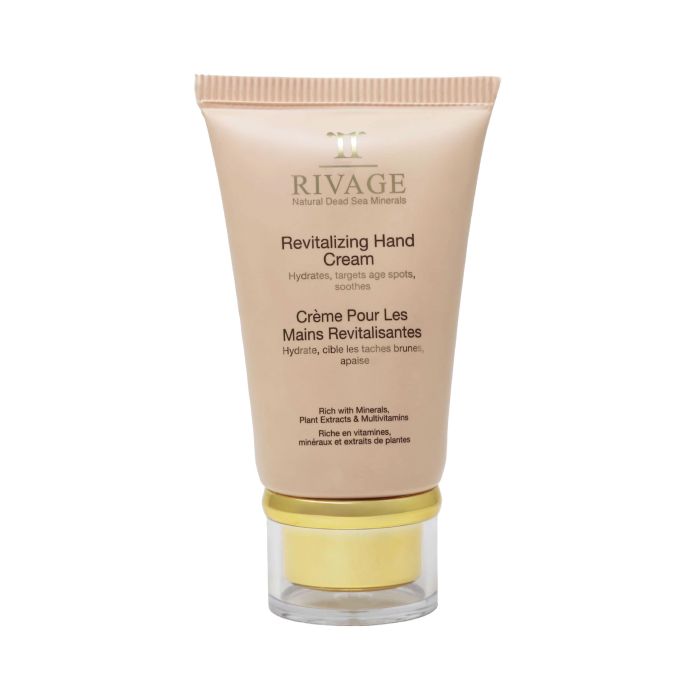 RIVAGE
Natural Dead Sea Minerals
Revitalizing Hand
Cream
Hydrates, targets age spots,
soothes
Crème Pour Les
Mains Revitalisantes
Hydrate, cible les taches brunes,
apaise
Rich with Minerals,
Plant Extracts & Multivitamins
Riche en vitamines,
minéraux et extraits de plantes